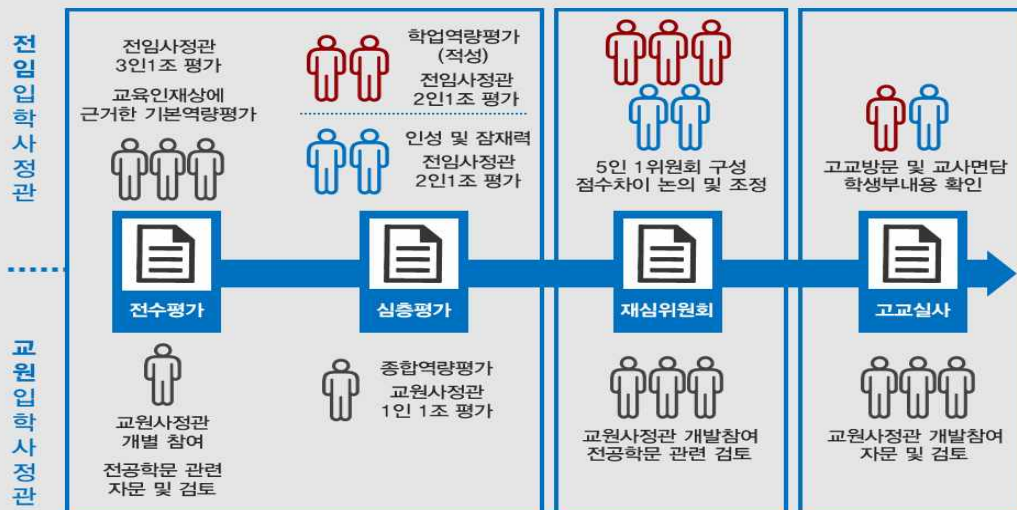 전임입학사정관
전임사정관
3인1조 평가
교육인재상에
근거한 기본역량평가
학업역량평가
(적성)
전임사정관
2인1조 평가
인성 및 잠재력
전임사정관
2인1조 평가
5인 1위원회 구성
점수차이 논의 및 조정
고교방문 및 교사면담
학생부내용 확인
전수평가
심층평가
재심위원회
고교실사
교원입학사정관
교원사정관
개별 참여
전공학문 관련
자문 및 검토
종합역량평가
교원사정관
1인 1조 평가
교원사정관 개발참여
전공학문 관련 검토
교원사정관 개발참여
자문 및 검토